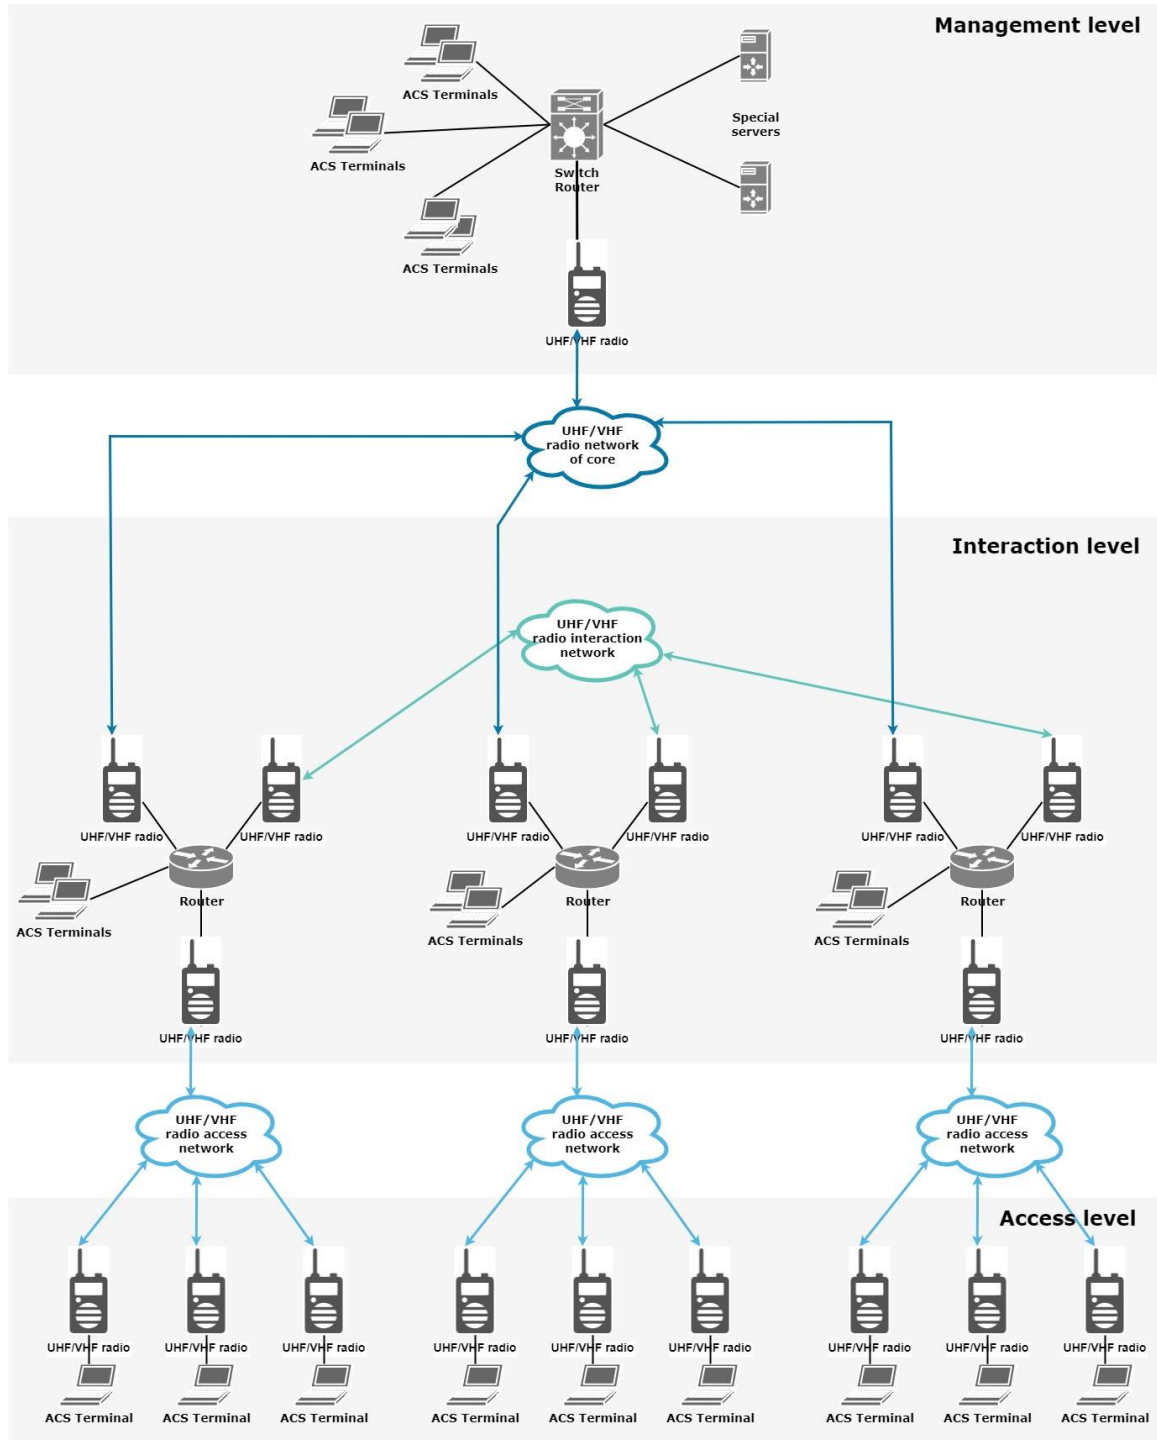 Management level
ACS Terminals
Special
servers
ACS Terminals
Switch
Router
ACS Terminals
UHF/VHF radio
UHF/VHF
radio network
of core
Interaction level
UHF/VHF
radio interaction
network
UHF/VHF radio
UHF/VHF radio
UHF/VHF radio
UHF/VHF radio
UHF/VHF radio
UHF/VHF radio
Router
Router
Router
ACS Terminals
ACS Terminals
ACS Terminals
UHF/VHF radio
UHF/VHF radio
UHF/VHF radio
UHF/VHF
radio access
network
UHF/VHF
radio access
network
UHF/VHF
radio access
network
Access level
UHF/VHF radio
UHF/VHF radio
UHF/VHF radio
UHF/VHF radio
UHF/VHF radio
UHF/VHF radio
UHF/VHF radio
UHF/VHF radio
UHF/VHF radio
ACS Terminal
ACS Terminal
ACS Terminal
ACS Terminal
ACS Terminal
ACS Terminal
ACS Terminal
ACS Terminal
ACS Terminal